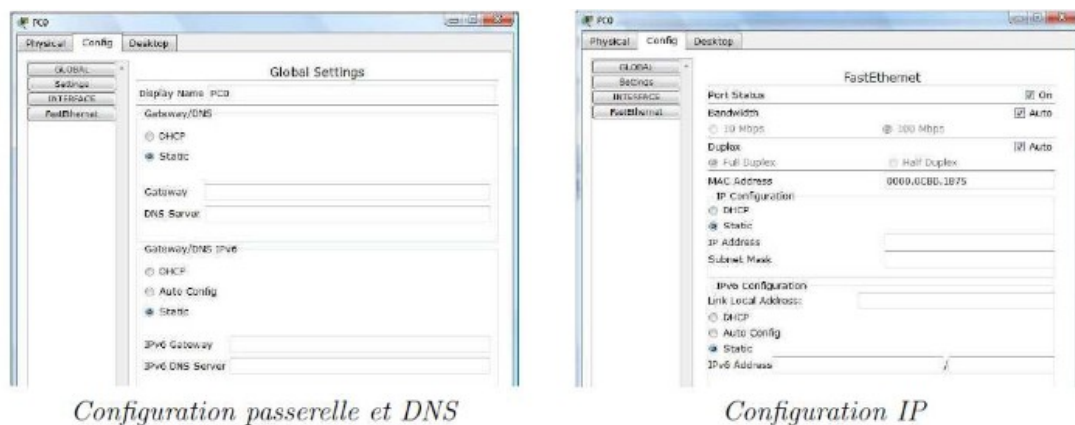 PC0
Physical Config Desktop
GLOBAL
Settings
INTERFACE
FastEthernet
Global Settings
Display Name PC0
Gateway/DNS
DHCP
Static
Gateway
DNS Server
Gateway/DNS IPv6
DHCP
Auto Config
Static
IPv6 Gateway
IPv6 DNS Server
Configuration passerelle et DNS
PC0
Physical Config Desktop
GLOBAL
Settings
INTERFACE
FastEthernet
FastEthernet
Port Status On
Bandwidth Auto
10 Mbps 100 Mbps
Duplex Auto
Full Duplex Half Duplex
MAC Address 0000.0CBD.1875
IP Configuration
DHCP
Static
IP Address
Subnet Mask
IPv6 Configuration
Link Local Address:
DHCP
Auto Config
Static
IPv6 Address /
Configuration IP